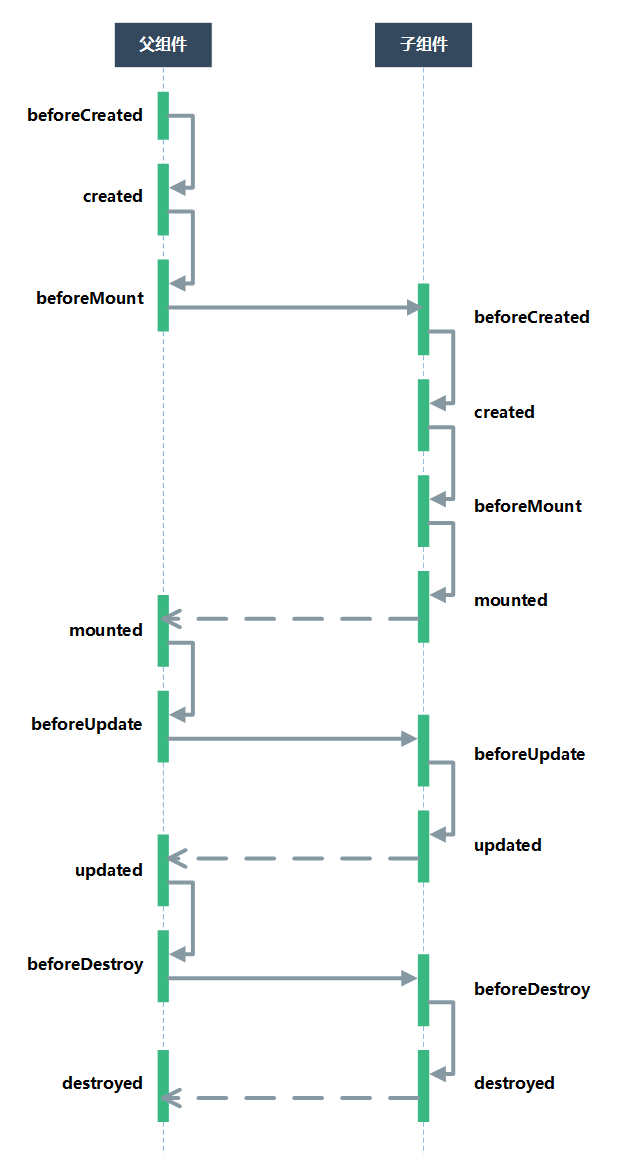 父组件
子组件
beforeCreated
created
beforeMount
beforeCreated
created
beforeMount
mounted
mounted
beforeUpdate
beforeUpdate
updated
updated
beforeDestroy
beforeDestroy
destroyed
destroyed